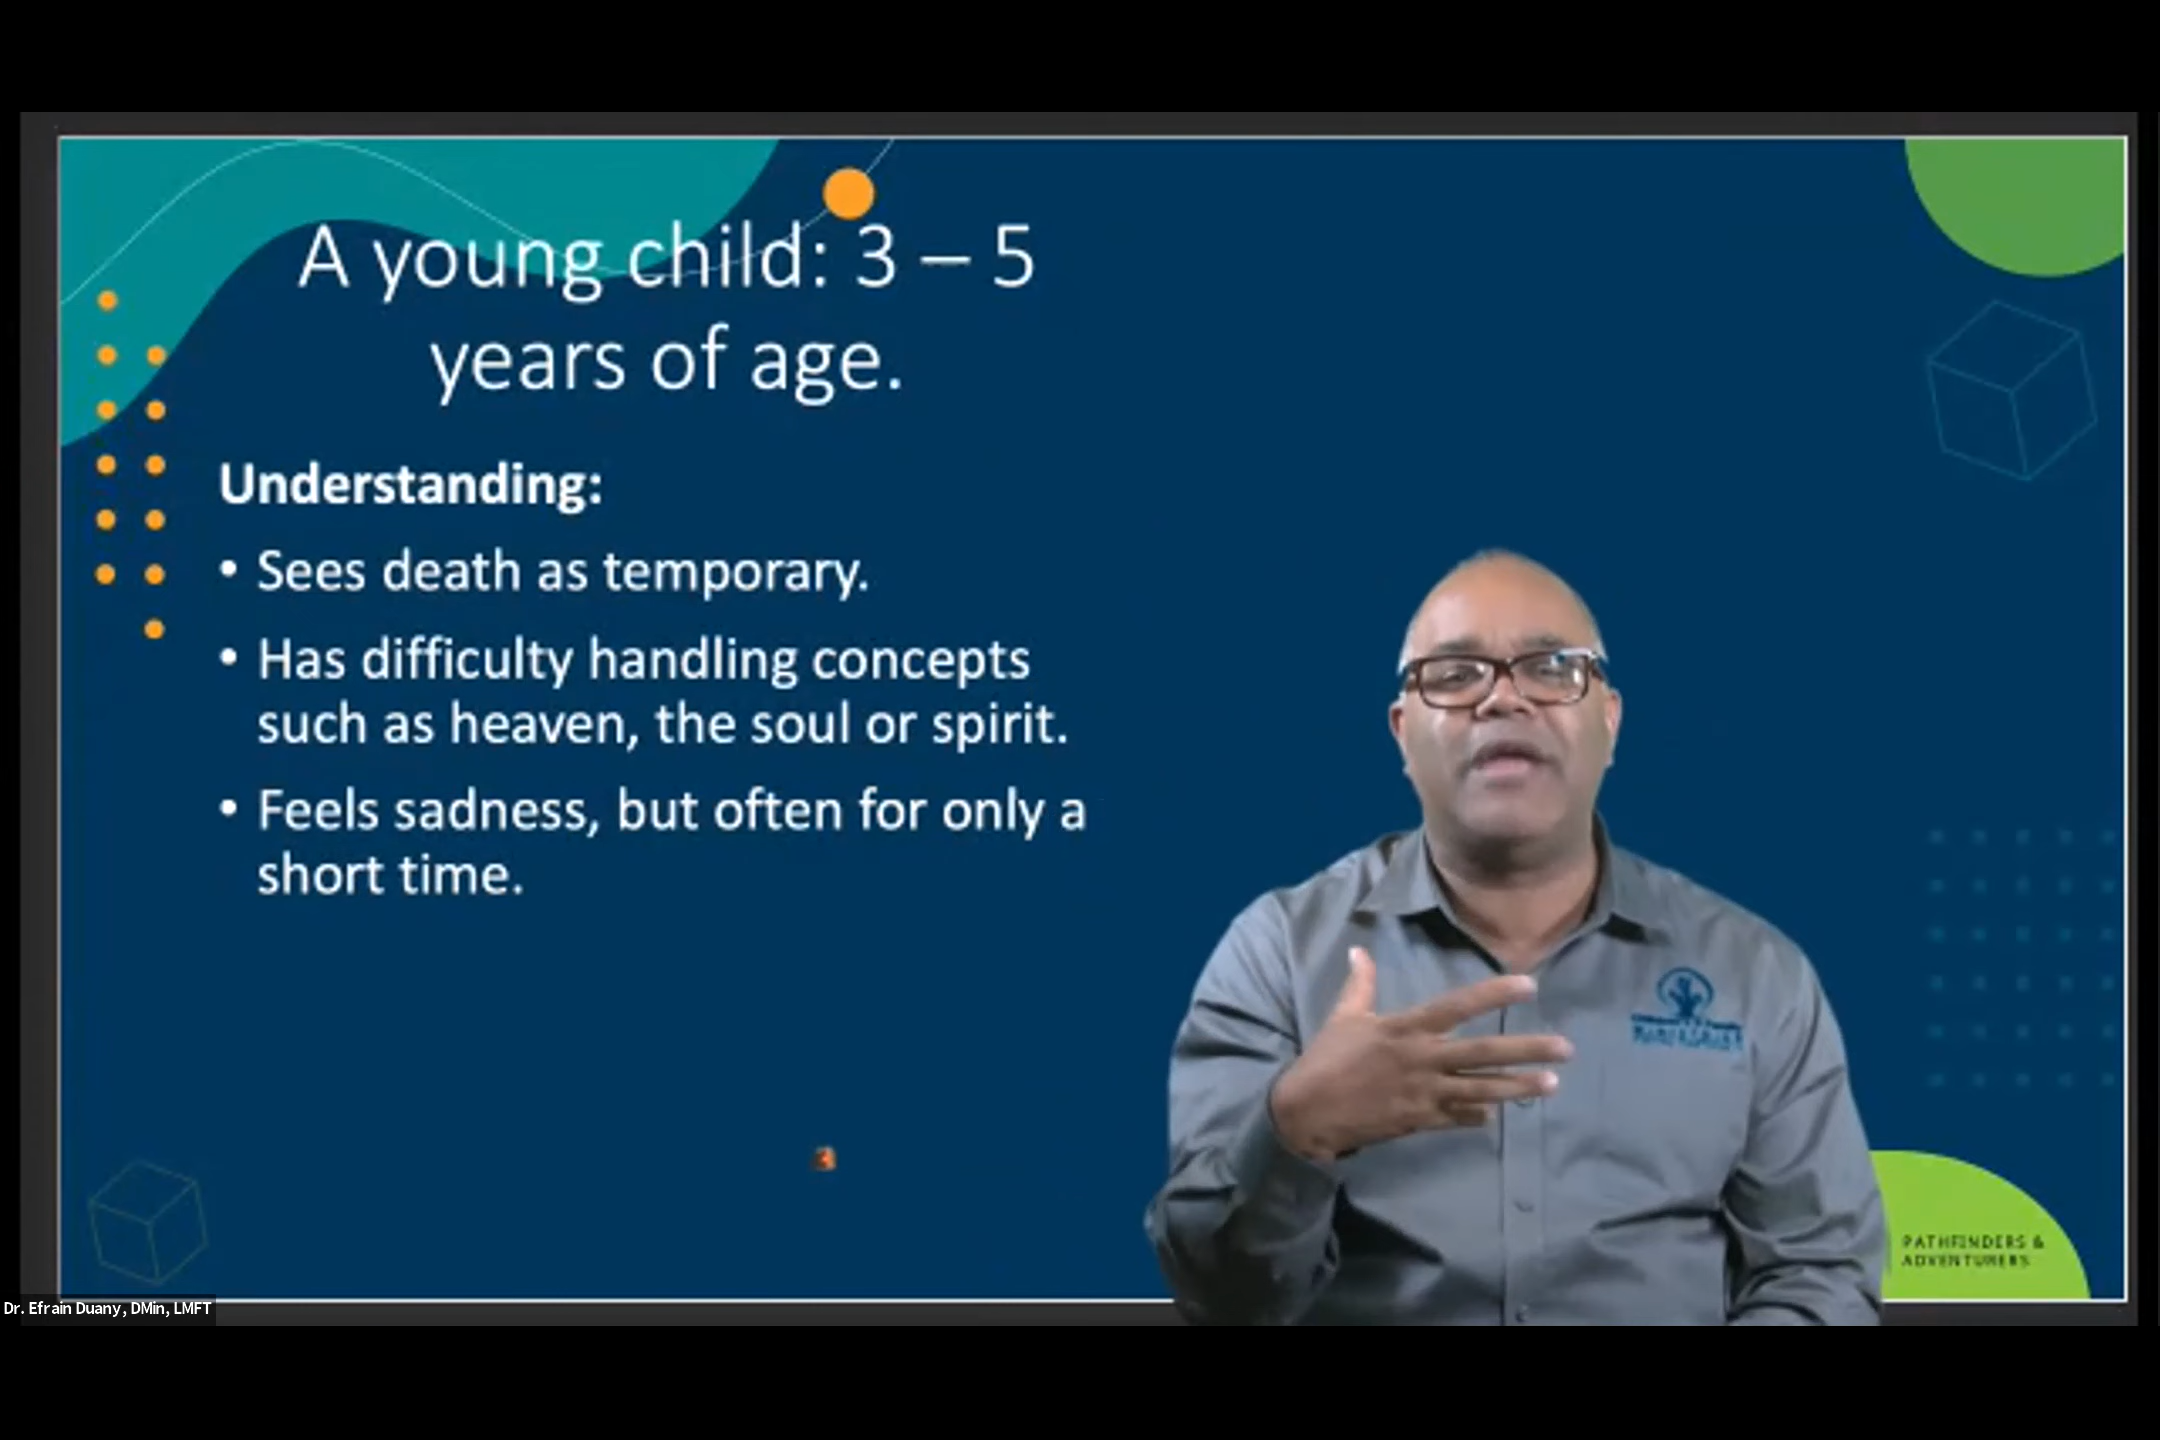 A young child: 3 – 5
years of age.
Understanding:
• Sees death as temporary.
• Has difficulty handling concepts
such as heaven, the soul or spirit.
• Feels sadness, but often for only a
short time.
PATHFINDERS &
ADVENTURERS
Dr. Efrain Duany, DMin, LMFT